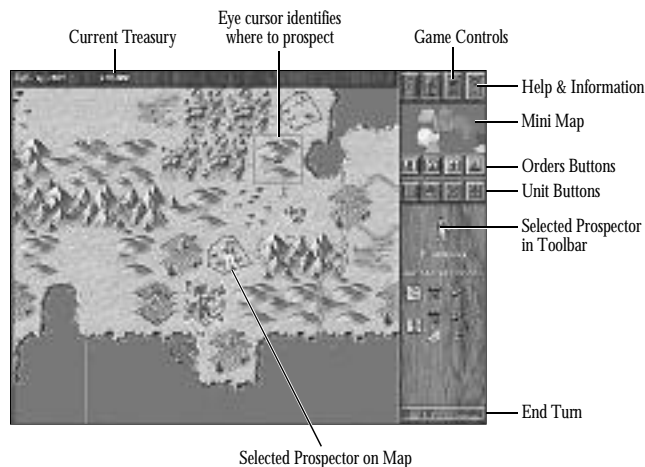 Eye cursor identifies
where to prospect
Current Treasury
Game Controls
Help & Information
Mini Map
Orders Buttons
Unit Buttons
Selected Prospector
in Toolbar
End Turn
Selected Prospector on Map